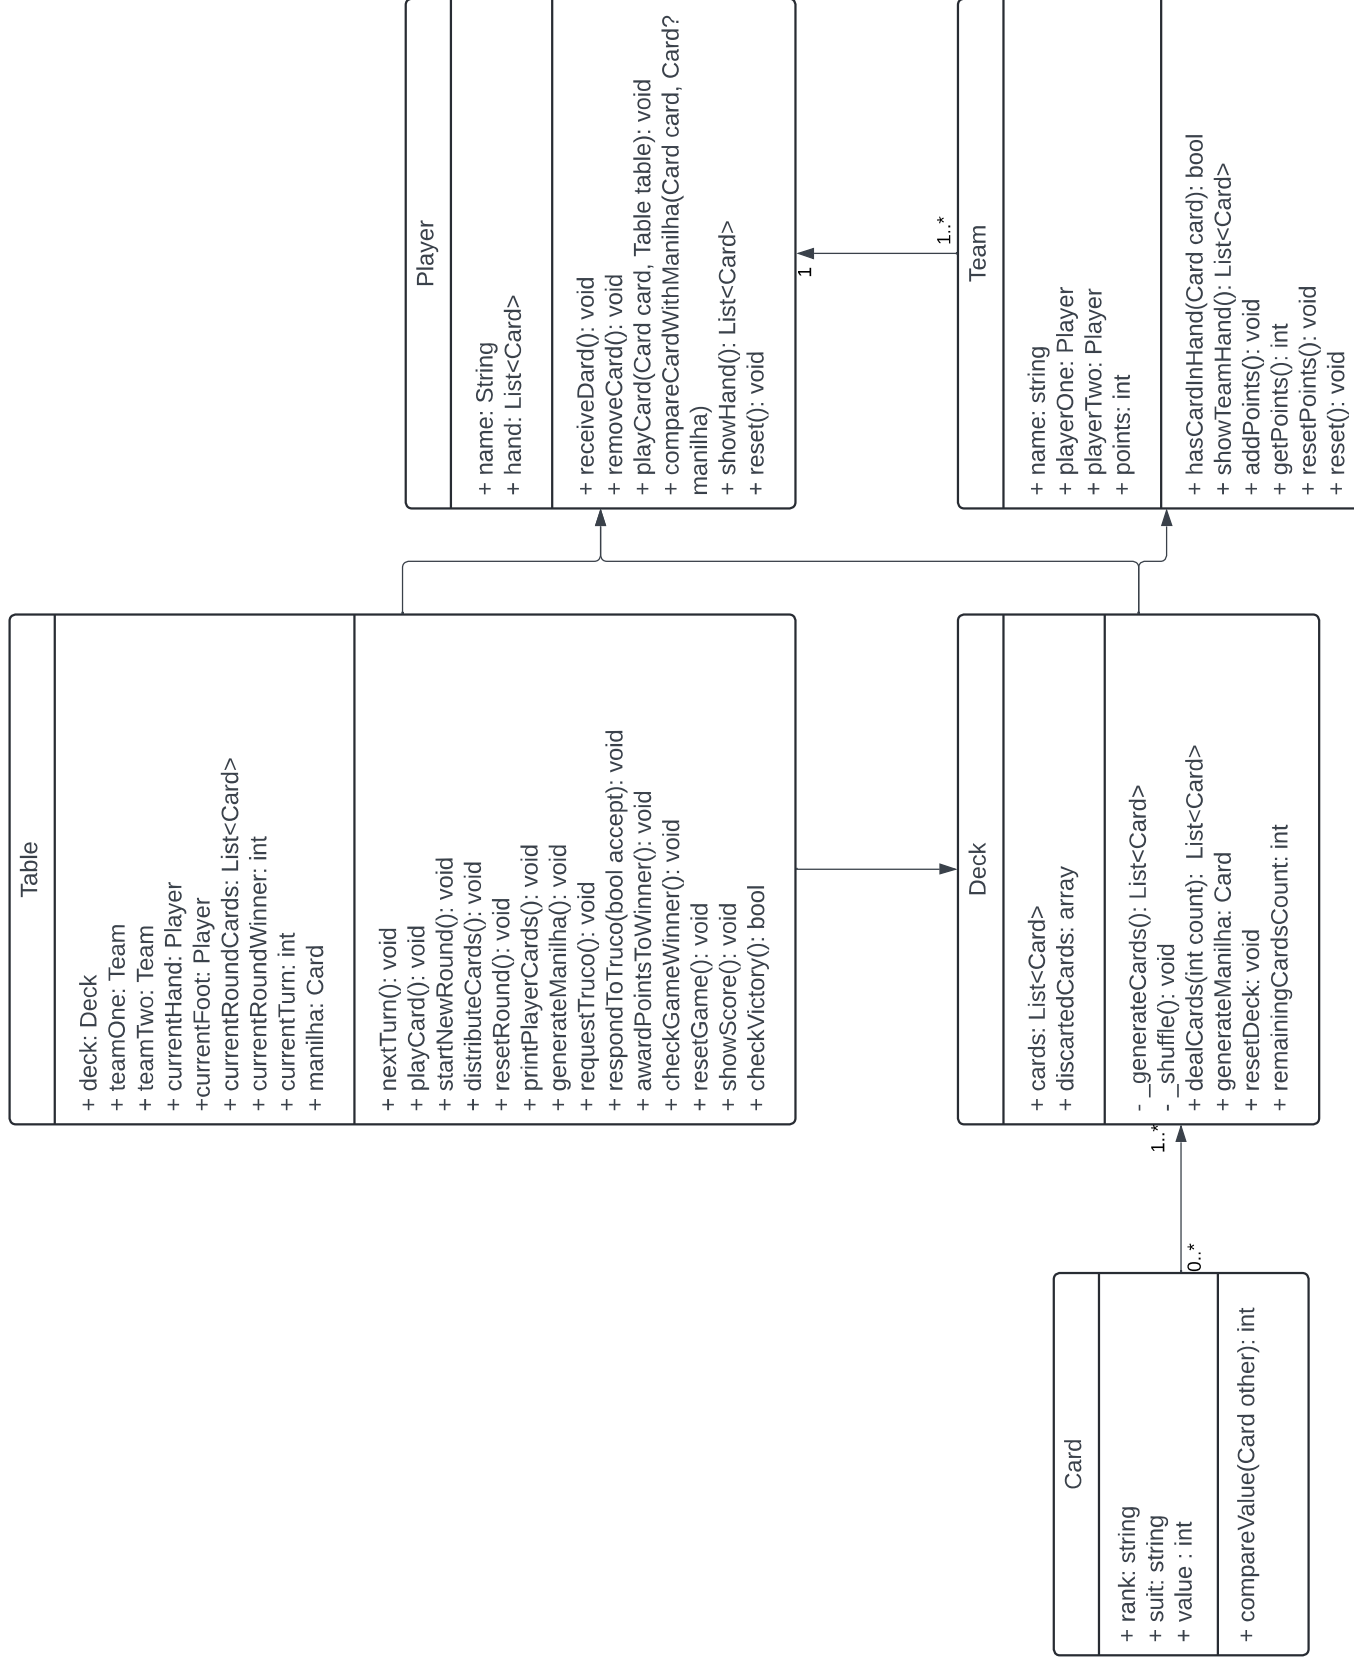 Table
+ deck: Deck
+ teamOne: Team
+ teamTwo: Team
+ currentHand: Player
+currentFoot: Player
+ currentRoundCards: List<Card>
+ currentRoundWinner: int
+ currentTurn: int
+ manilha: Card
+ nextTurn(): void
+ playCard(): void
+ startNewRound(): void
+ distributeCards(): void
+ resetRound(): void
+ printPlayerCards(): void
+ generateManilha(): void
+ requestTruco(): void
+ respondToTruco(bool accept): void
+ awardPointsToWinner(): void
+ checkGameWinner(): void
+ resetGame(): void
+ showScore(): void
+ checkVictory(): bool
Player
+ name: String
+ hand: List<Card>
+ receiveDard(): void
+ removeCard(): void
+ playCard(Card card, Table table): void
+ compareCardWithManilha(Card card, Card?
manilha)
+ showHand(): List<Card>
+ reset(): void
1
1..*
Card
+ rank: string
+ suit: string
+ value : int
+ compareValue(Card other): int
0..*
1..*
Deck
+ cards: List<Card>
+ discartedCards: array
- _generateCards(): List<Card>
- _shuffle(): void
+ dealCards(int count):  List<Card>
+ generateManilha: Card
+ resetDeck: void
+ remainingCardsCount: int
Team
+ name: string
+ playerOne: Player
+ playerTwo: Player
+ points: int
+ hasCardInHand(Card card): bool
+ showTeamHand(): List<Card>
+ addPoints(): void
+ getPoints(): int
+ resetPoints(): void
+ reset(): void